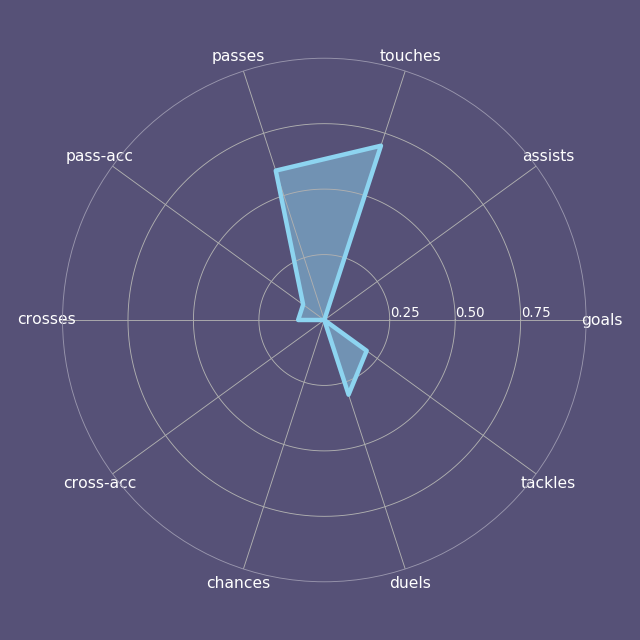 passes touches
pass-acc assists
0.25 0.50 0.75
crosses goals
cross-acc tackles
chances duels